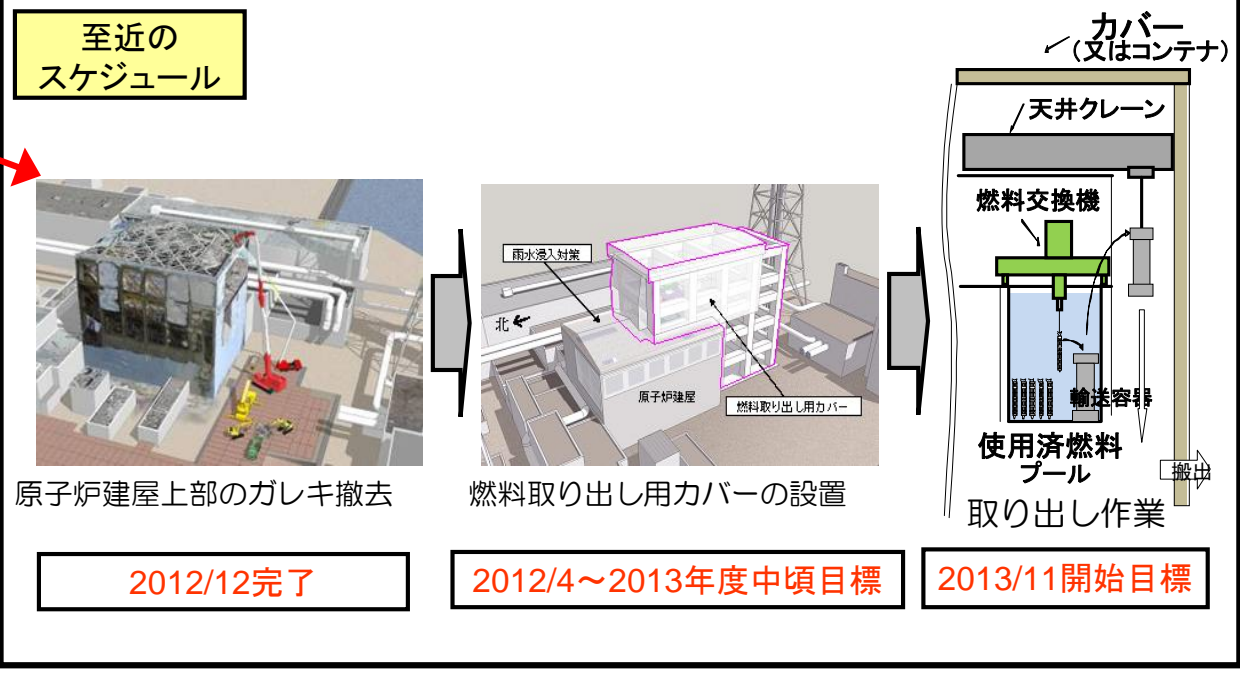 至近の
スケジュール
カバー
(又はコンテナ)
天井クレーン
燃料交換機
雨水浸入対策
北
原子炉建屋
燃料取り出し用カバー
輸送容器
使用済燃料
プール
搬出
原子炉建屋上部のガレキ撤去
燃料取り出し用カバーの設置
取り出し作業
2012/12完了
2012/4～2013年度中頃目標
2013/11開始目標